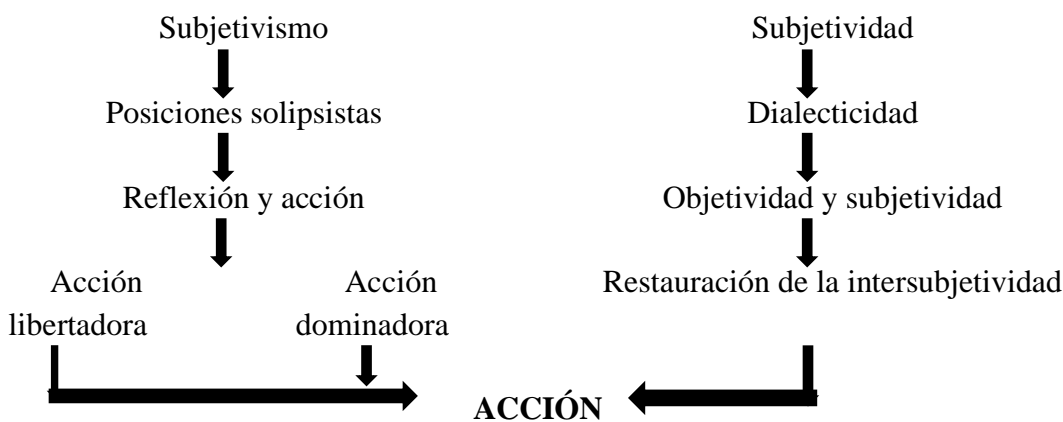 Subjetivismo
Posiciones solipsistas
Reflexión y acción
Acción
libertadora
Acción
dominadora
Subjetividad
Dialecticidad
Objetividad y subjetividad
Restauración de la intersubjetividad
ACCIÓN